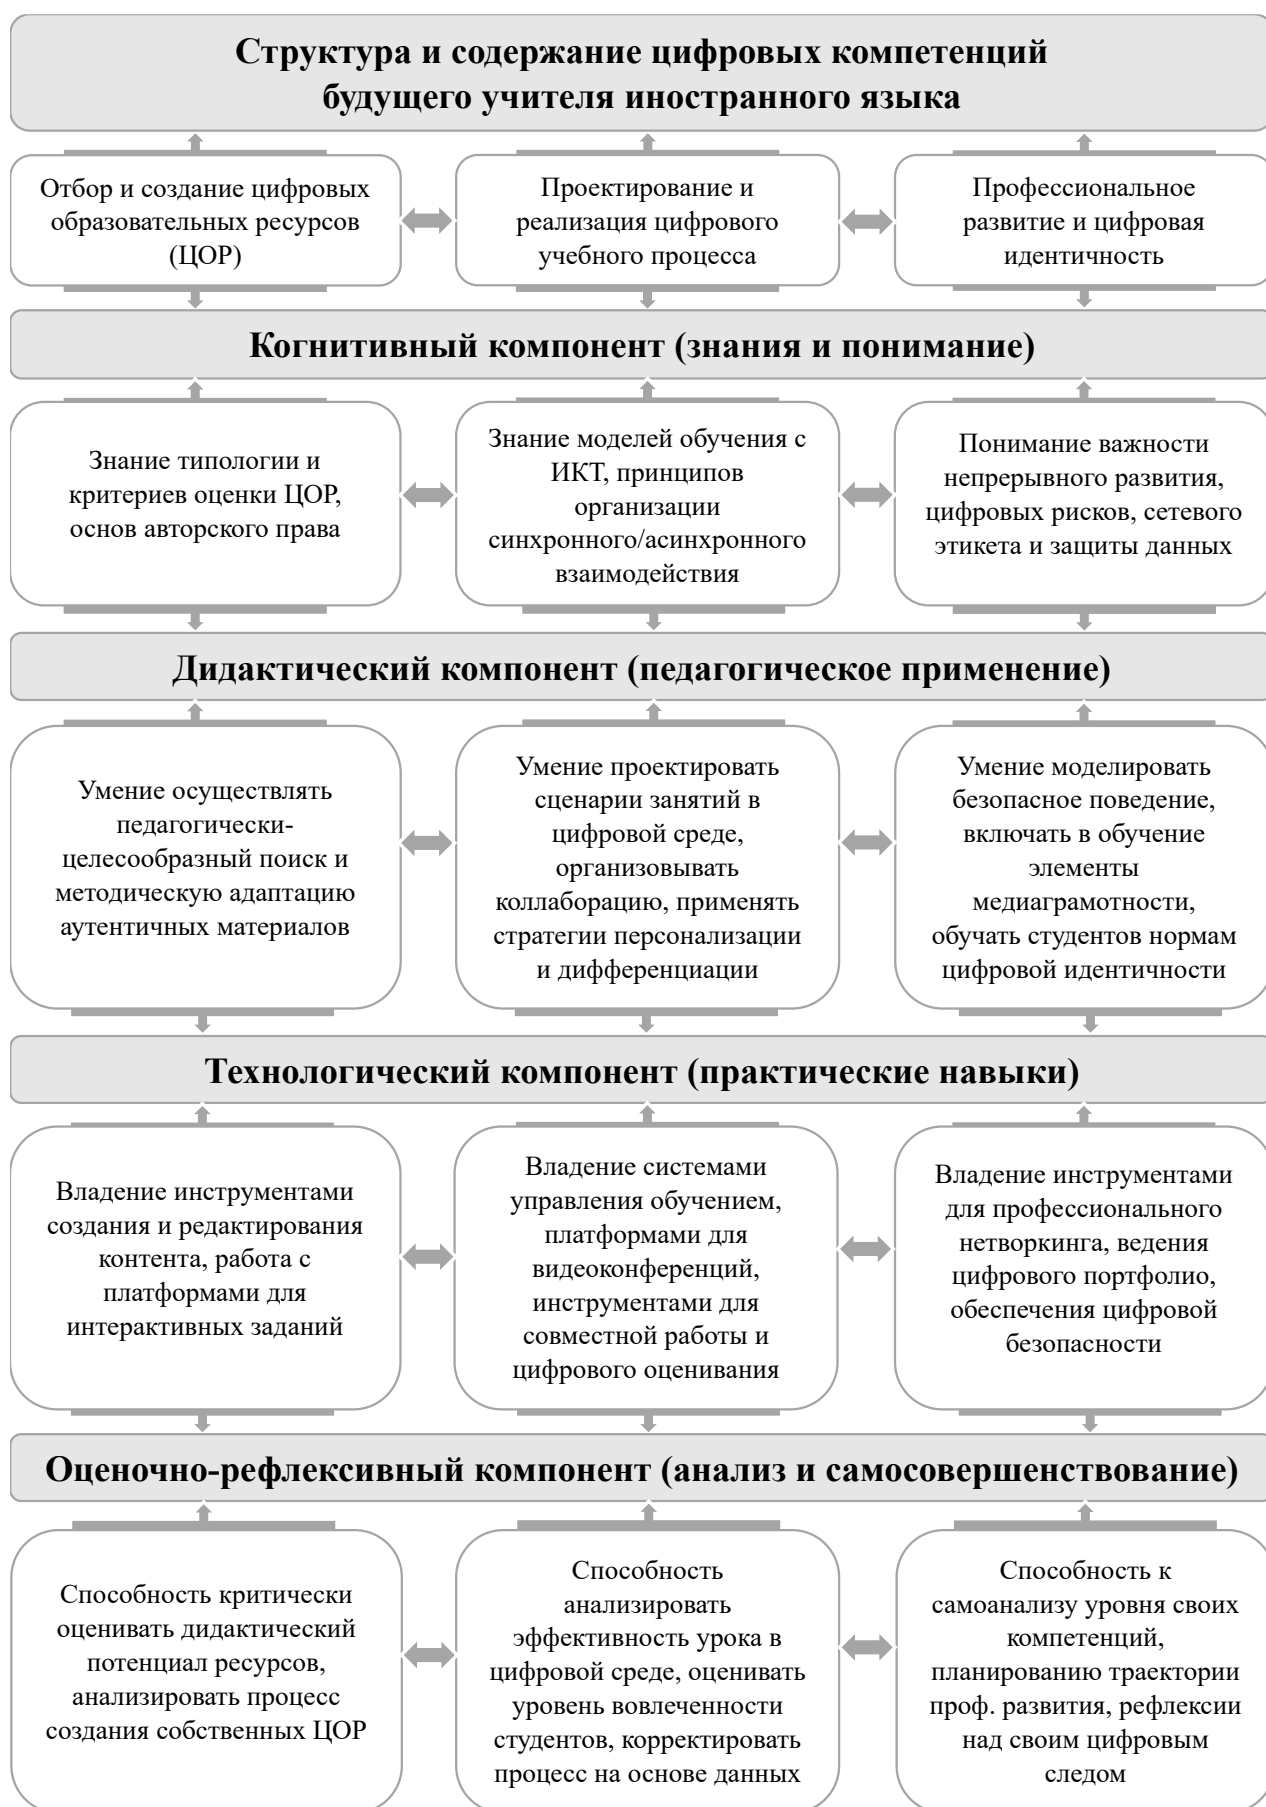 Структура и содержание цифровых компетенций
будущего учителя иностранного языка
Отбор и создание цифровых
образовательных ресурсов
(ЦОР)
Проектирование и
реализация цифрового
учебного процесса
Профессиональное
развитие и цифровая
идентичность
Когнитивный компонент (знания и понимание)
Знание типологии и
критериев оценки ЦОР,
основ авторского права
Знание моделей обучения с
ИКТ, принципов
организации
синхронного/асинхронного
взаимодействия
Понимание важности
непрерывного развития,
цифровых рисков, сетевого
этикета и защиты данных
Дидактический компонент (педагогическое применение)
Умение осуществлять
педагогически-
целесообразный поиск и
методическую адаптацию
аутентичных материалов
Умение проектировать
сценарии занятий в
цифровой среде,
организовывать
коллаборацию, применять
стратегии персонализации
и дифференциации
Умение моделировать
безопасное поведение,
включать в обучение
элементы
медиаграмотности,
обучать студентов нормам
цифровой идентичности
Технологический компонент (практические навыки)
Владение инструментами
создания и редактирования
контента, работа с
платформами для
интерактивных заданий
Владение системами
управления обучением,
платформами для
видеоконференций,
инструментами для
совместной работы и
цифрового оценивания
Владение инструментами
для профессионального
нетворкинга, ведения
цифрового портфолио,
обеспечения цифровой
безопасности
Оценочно-рефлексивный компонент (анализ и самосовершенствование)
Способность критически
оценивать дидактический
потенциал ресурсов,
анализировать процесс
создания собственных ЦОР
Способность
анализировать
эффективность урока в
цифровой среде, оценивать
уровень вовлеченности
студентов, корректировать
процесс на основе данных
Способность к
самоанализу уровня своих
компетенций,
планированию траектории
проф. развития, рефлексии
над своим цифровым
следом